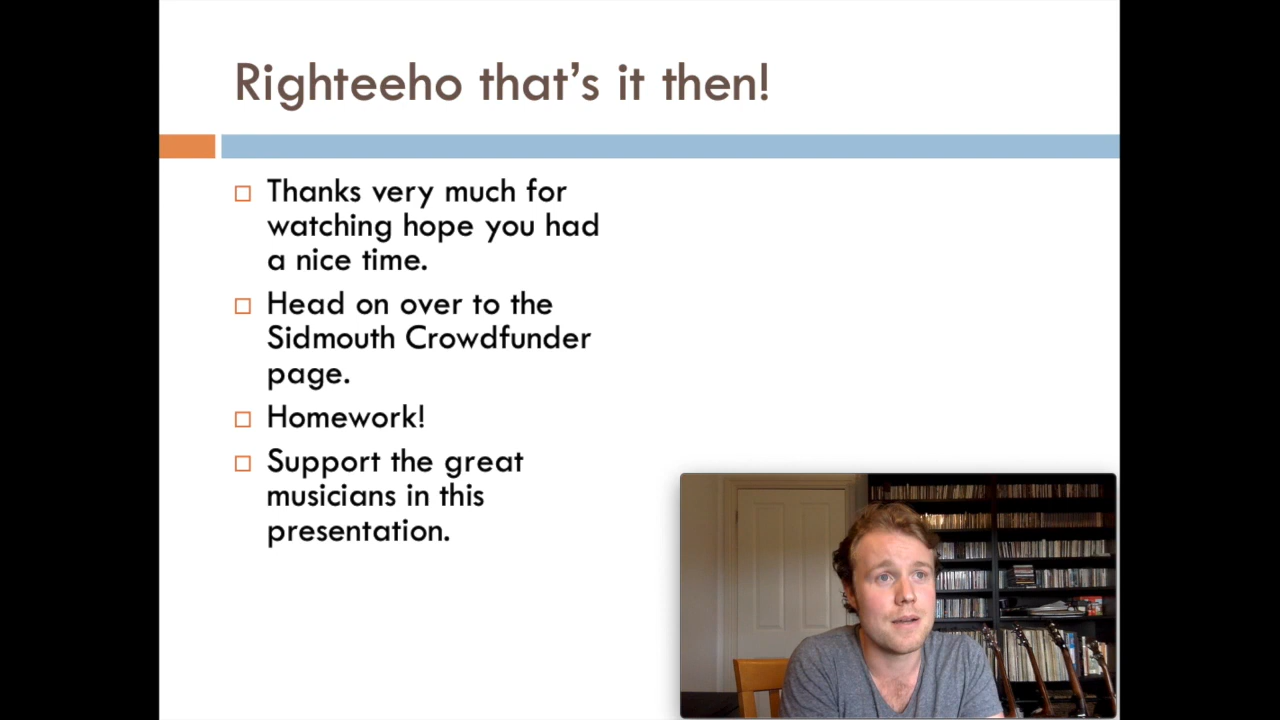 Righteeho that's it then!
Thanks very much for
watching hope you had
a nice time.
Head on over to the
Sidmouth Crowdfunder
page.
Homework!
Support the great
musicians in this
presentation.